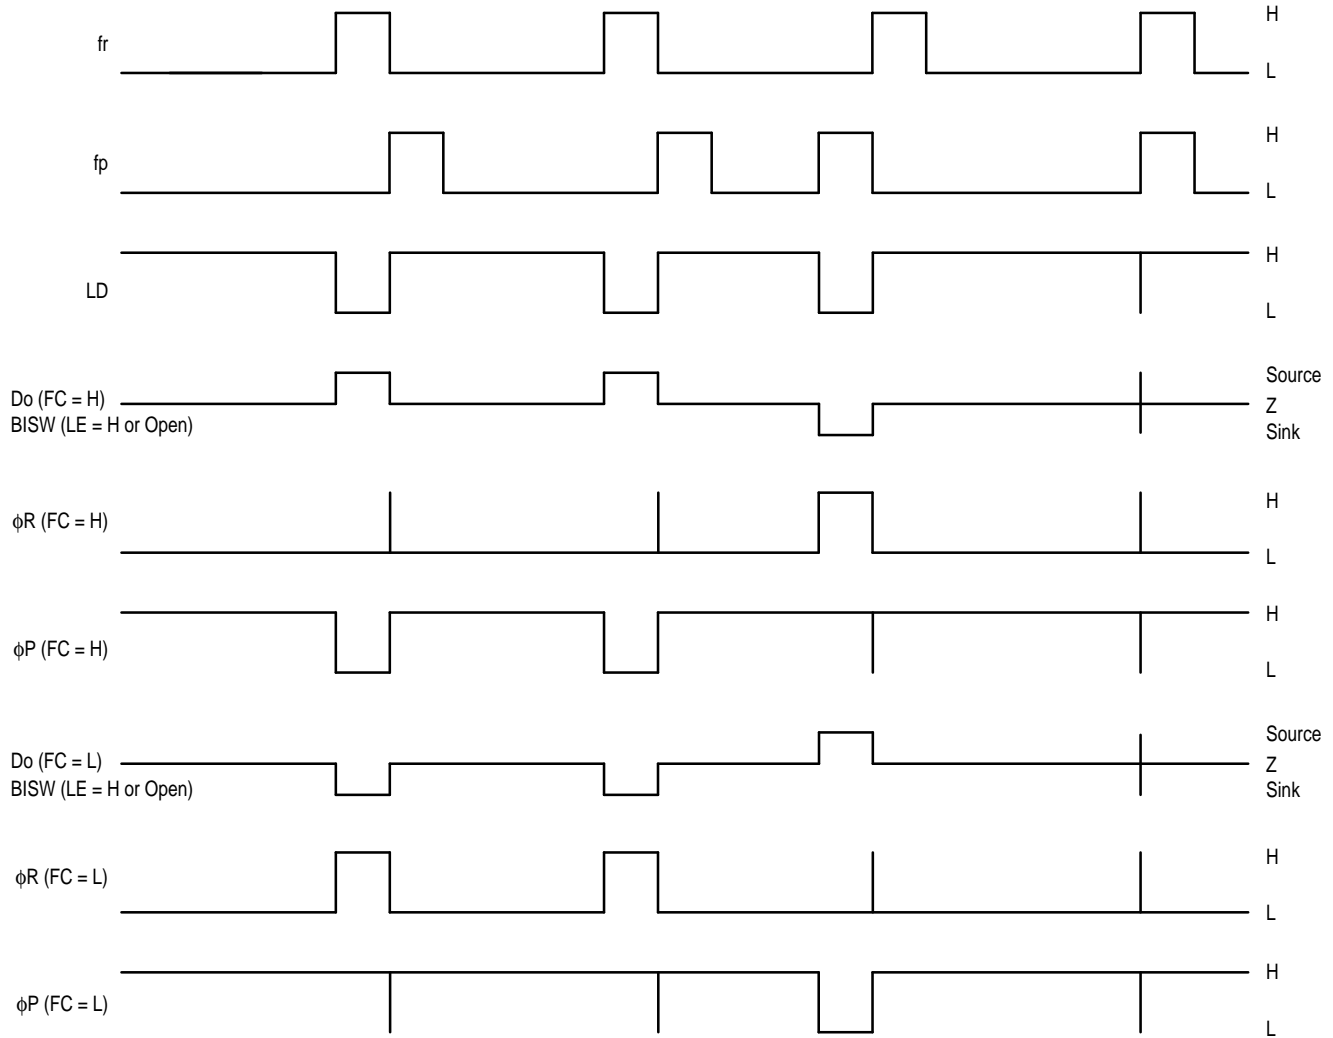 H
fr
L
H
fp
L
H
LD
L
Source
Do (FC = H)
Z
BISW (LE = H or Open)
Sink
H
ϕR (FC = H)
L
H
ϕP (FC = H)
L
Source
Do (FC = L)
Z
BISW (LE = H or Open)
Sink
H
ϕR (FC = L)
L
H
ϕP (FC = L)
L